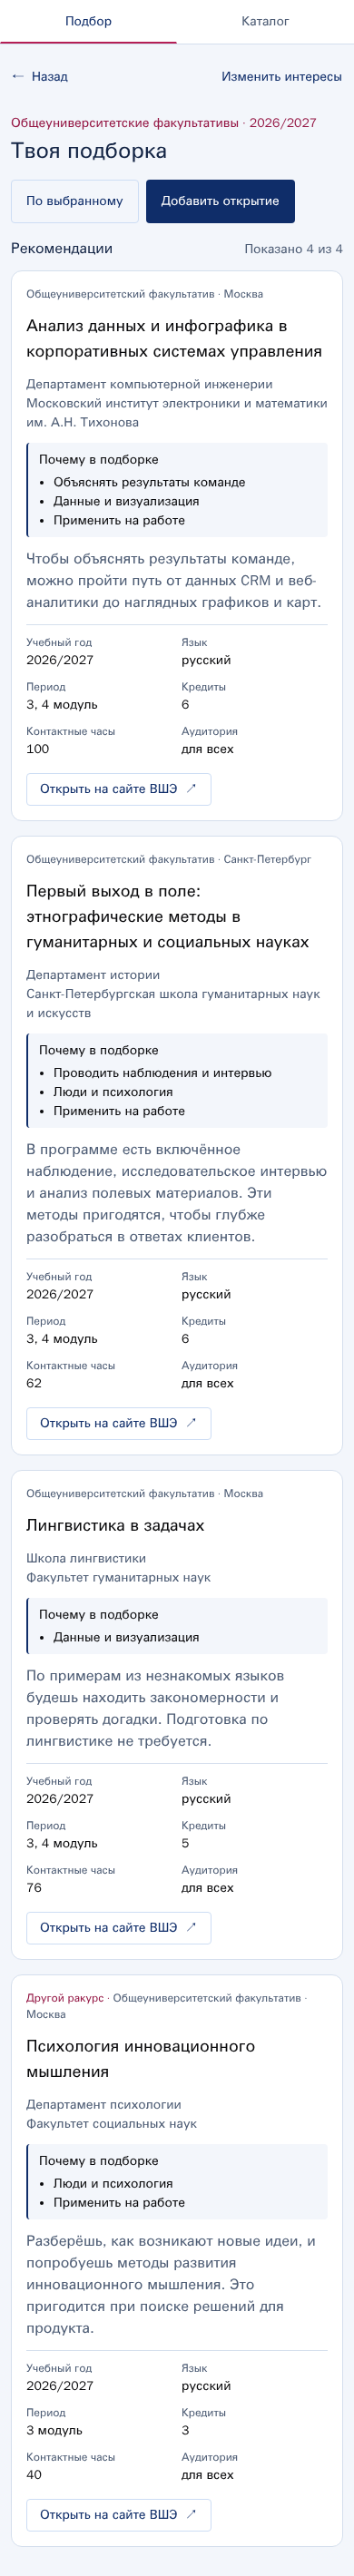 Подбор
Каталог
← Назад
Изменить интересы
Общеуниверситетские факультативы · 2026/2027
Твоя подборка
По выбранному
Добавить открытие
Рекомендации
Показано 4 из 4
Общеуниверситетский факультатив · Москва
Анализ данных и инфографика в
корпоративных системах управления
Департамент компьютерной инженерии
Московский институт электроники и математики
им. А.Н. Тихонова
Почему в подборке
• Объяснять результаты команде
• Данные и визуализация
• Применить на работе
Чтобы объяснять результаты команде,
можно пройти путь от данных CRM и веб-
аналитики до наглядных графиков и карт.
Учебный год
Язык
2026/2027
русский
Период
Кредиты
3, 4 модуль
6
Контактные часы
Аудитория
100
для всех
Открыть на сайте ВШЭ ↗
Общеуниверситетский факультатив · Санкт-Петербург
Первый выход в поле:
этнографические методы в
гуманитарных и социальных науках
Департамент истории
Санкт-Петербургская школа гуманитарных наук
и искусств
Почему в подборке
• Проводить наблюдения и интервью
• Люди и психология
• Применить на работе
В программе есть включённое
наблюдение, исследовательское интервью
и анализ полевых материалов. Эти
методы пригодятся, чтобы глубже
разобраться в ответах клиентов.
Учебный год
Язык
2026/2027
русский
Период
Кредиты
3, 4 модуль
6
Контактные часы
Аудитория
62
для всех
Открыть на сайте ВШЭ ↗
Общеуниверситетский факультатив · Москва
Лингвистика в задачах
Школа лингвистики
Факультет гуманитарных наук
Почему в подборке
• Данные и визуализация
По примерам из незнакомых языков
будешь находить закономерности и
проверять догадки. Подготовка по
лингвистике не требуется.
Учебный год
Язык
2026/2027
русский
Период
Кредиты
3, 4 модуль
5
Контактные часы
Аудитория
76
для всех
Открыть на сайте ВШЭ ↗
Другой ракурс · Общеуниверситетский факультатив ·
Москва
Психология инновационного
мышления
Департамент психологии
Факультет социальных наук
Почему в подборке
• Люди и психология
• Применить на работе
Разберёшь, как возникают новые идеи, и
попробуешь методы развития
инновационного мышления. Это
пригодится при поиске решений для
продукта.
Учебный год
Язык
2026/2027
русский
Период
Кредиты
3 модуль
3
Контактные часы
Аудитория
40
для всех
Открыть на сайте ВШЭ ↗